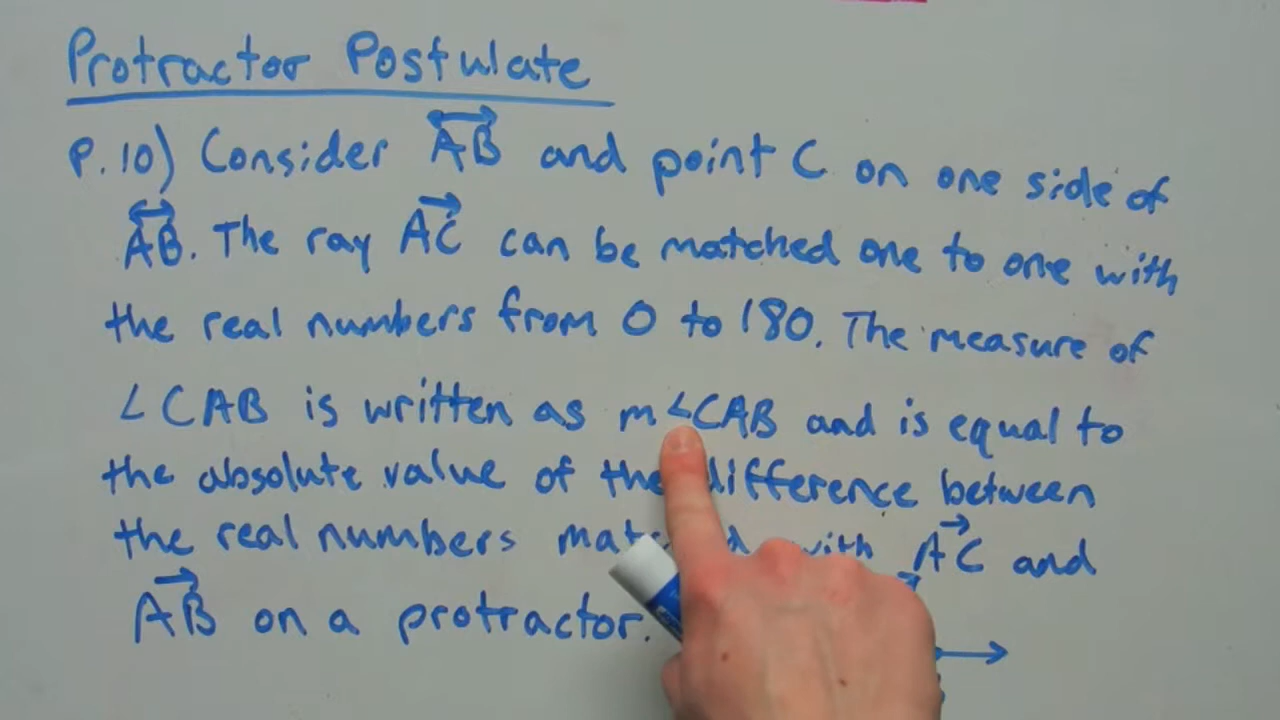 Protractor Postulate
P.10) Consider AB and point C on one side of
AB. The ray AC can be matched one to one with
the real numbers from 0 to 180. The measure of
∠CAB is written as m∠CAB and is equal to
the absolute value of the difference between
the real numbers with AC and
AB on a protractor.